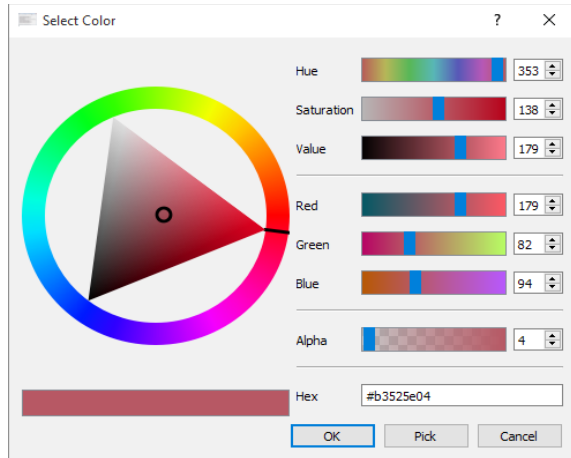 Select Color
?
Hue 353
Saturation 138
Value 179
Red 179
Green 82
Blue 94
Alpha 4
Hex #b3525e04
OK Pick Cancel